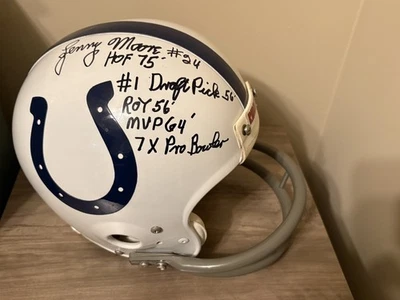 Lenny Moore #24
HOF 75'
#1 Draft Pick 56'
ROY 56'
MVP 64'
7X Pro Bowler